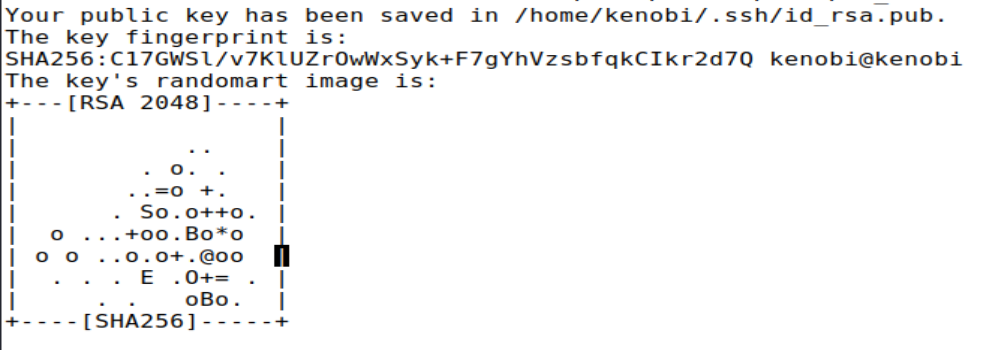 Your public key has been saved in /home/kenobi/.ssh/id_rsa.pub.
The key fingerprint is:
SHA256:C17GWSl/v7KlUZrOwWxSyk+F7gYhVzsbfqkCIkr2d7Q kenobi@kenobi
The key's randomart image is:
+---[RSA 2048]----+
|                 |
|           ..    |
|        . o. .   |
|       ..=o +.   |
|      . So.o++o. |
|  o ...+oo.Bo*o  |
| o o ..o.o+.@oo  |
|  . . . E .O+= . |
|     . .   oBo.  |
+----[SHA256]-----+